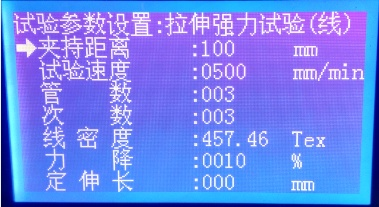 试验参数设置:拉伸强力试验(线)
➡夹持距离 :100 mm
试验速度 :0500 mm/min
管 数 :003
次 数 :003
线 密 度 :457.46 Tex
力 降 :0010 %
定 伸 长 :000 mm